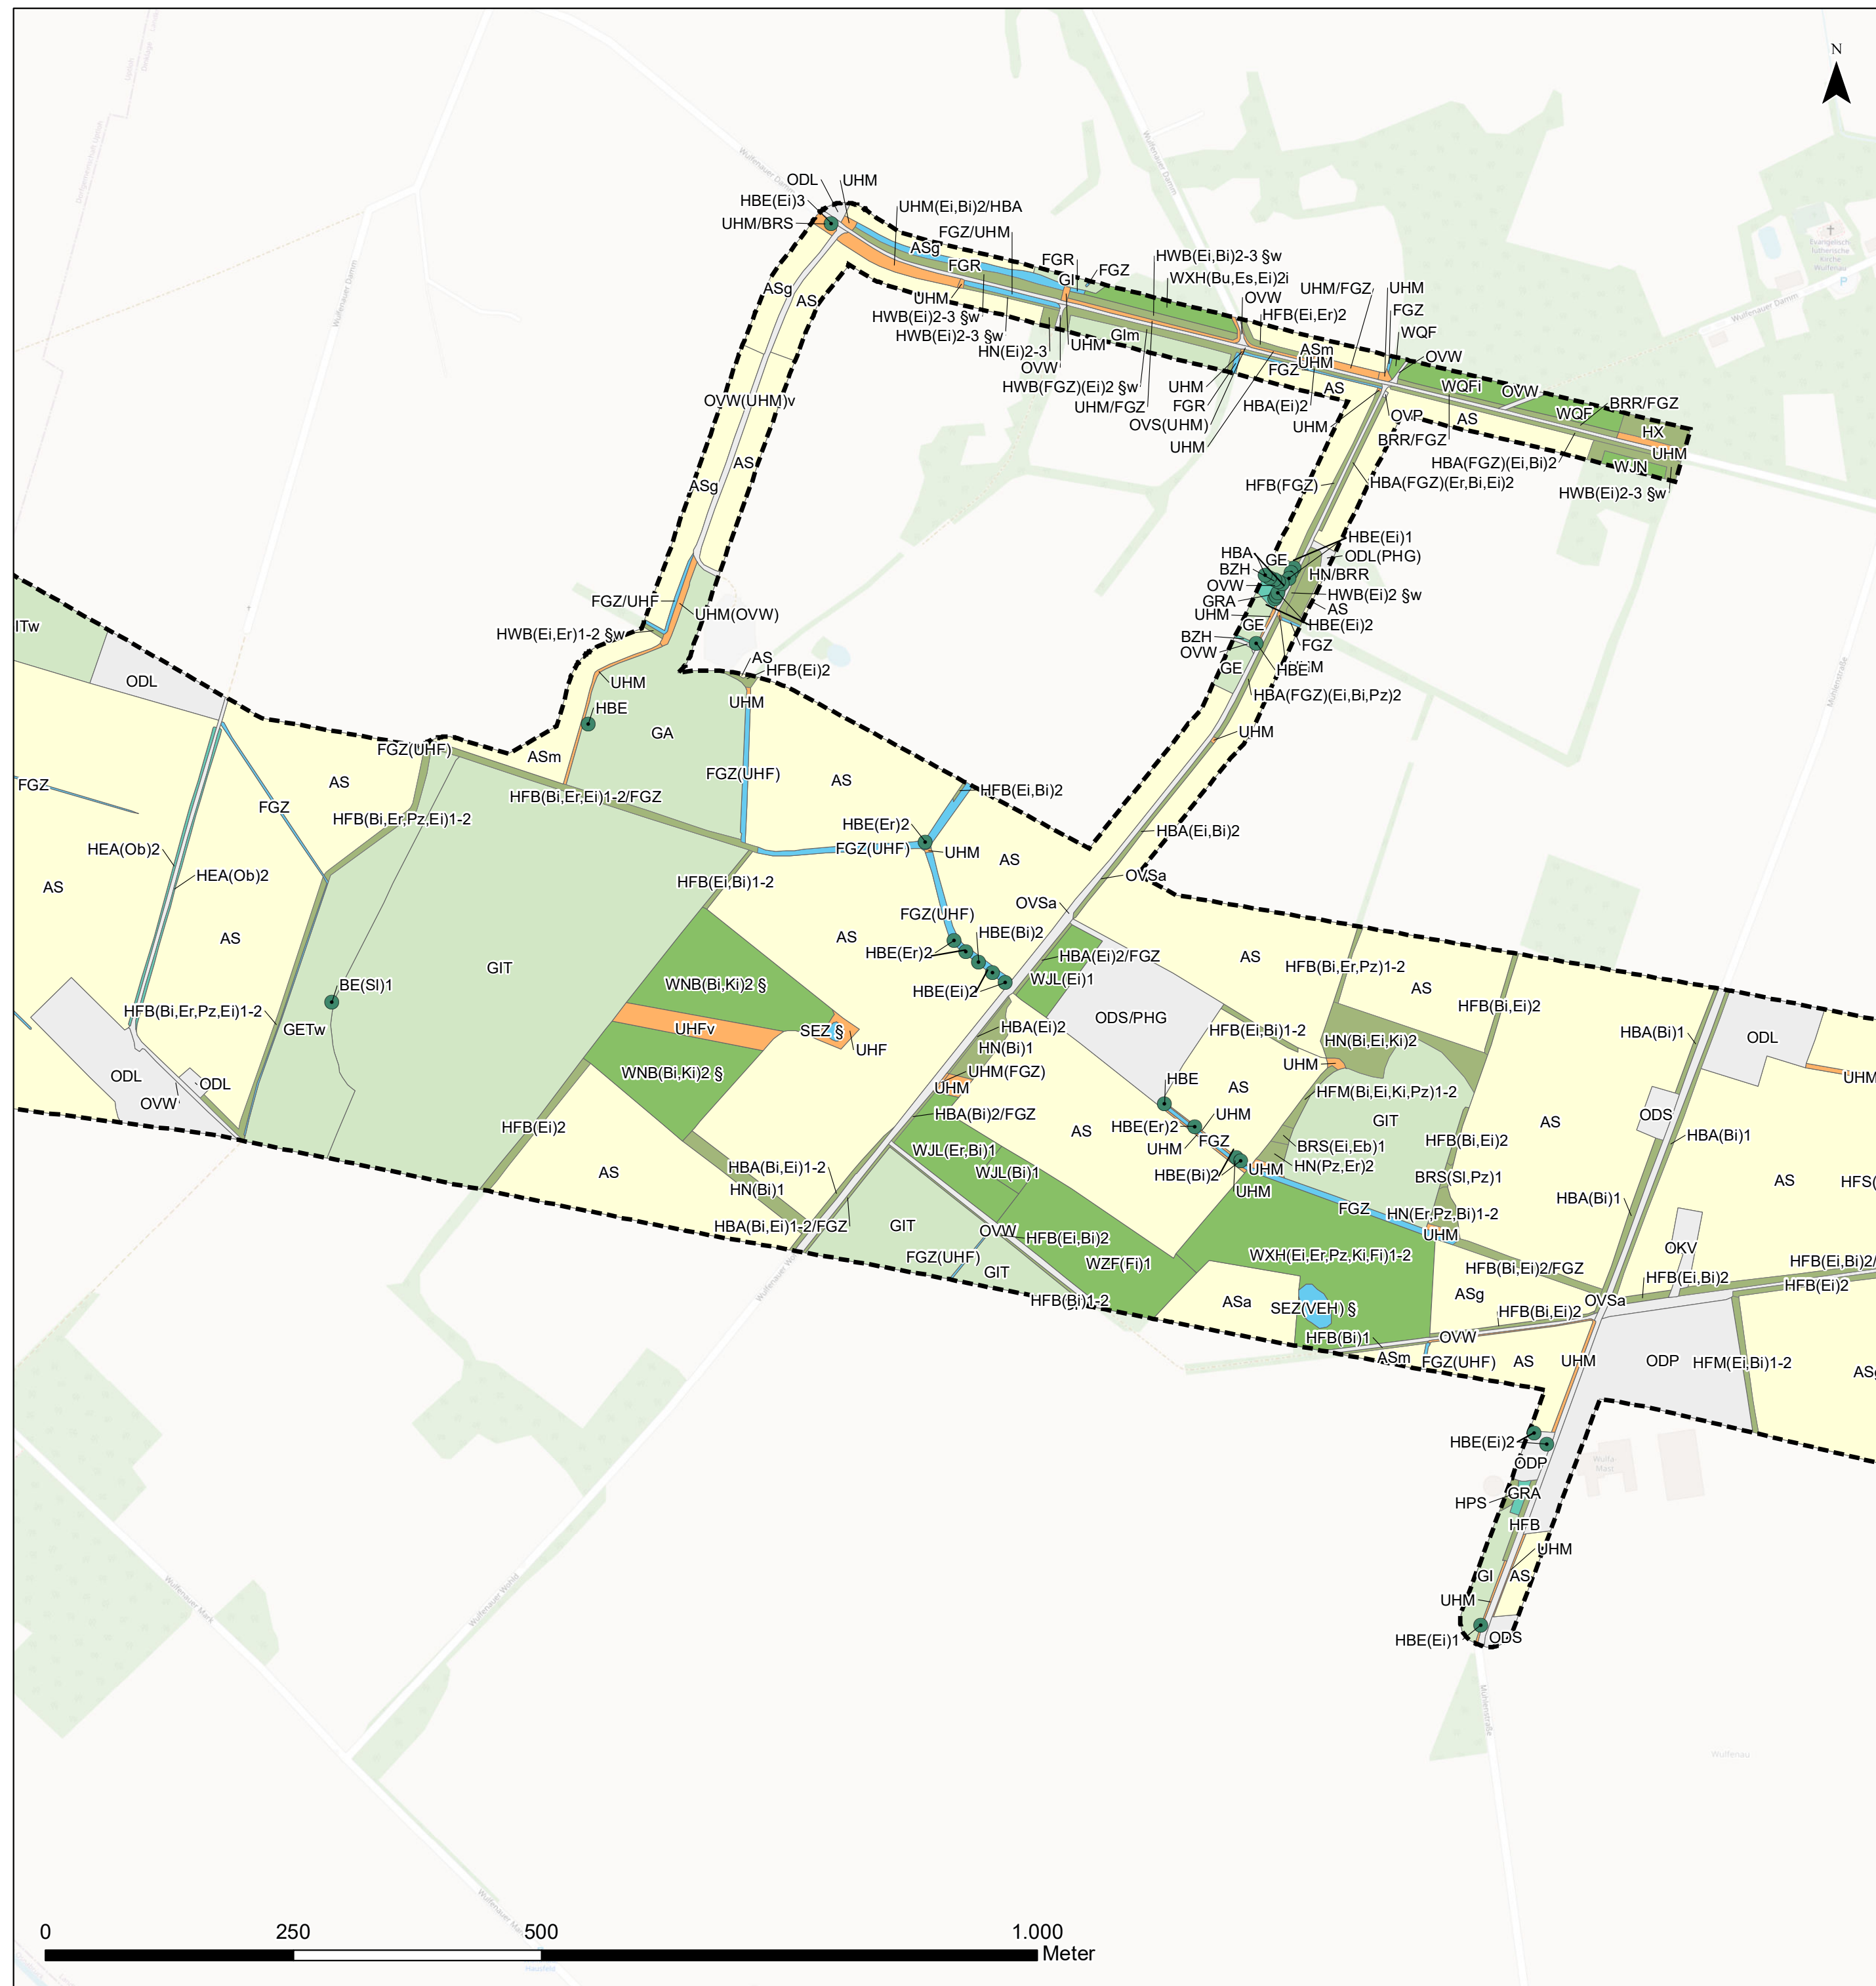 N
Wulfenauer Damm
Wulfenauer Damm
Wulfenauer Damm
Evangelisch
lutherische
Kirche
Wulfenau
P
Wulfenauer Damm
Mühlenstraße
ODL
UHM
HBE(Ei)3
UHM/BRS
UHM(Ei,Bi)2/HBA
FGZ/UHM
ASg
FGR
FGR
GI
FGZ
HWB(Ei,Bi)2-3 §w
WXH(Bu,Es,Ei)2i
OVW
UHM/FGZ
UHM
HFB(Ei,Er)2
FGZ
WQF
OVW
ASg
AS
UHM
HWB(Ei)2-3 §w
HWB(Ei)2-3 §w
HN(Ei)2-3
UHM
GIm
OVW
HWB(FGZ)(Ei)2 §w
UHM/FGZ
ASm
UHM
FGZ
AS
UHM
FGR
HBA(Ei)2
OVS(UHM)
UHM
UHM
WQFi
OVW
WQF
BRR/FGZ
OVP
AS
HX
UHM
BRR/FGZ
HBA(FGZ)(Ei,Bi)2
WJN
HWB(Ei)2-3 §w
OVW(UHM)v
AS
ASg
HFB(FGZ)
HBA(FGZ)(Er,Bi,Ei)2
HBE(Ei)1
HBA
GE
ODL(PHG)
BZH
HN/BRR
OVW
HWB(Ei)2 §w
GRA
AS
UHM
HBE(Ei)2
GE
BZH
FGZ
OVW
HBE
GE
HBA(FGZ)(Ei,Bi,Pz)2
UHM
FGZ/UHF
UHM(OVW)
HWB(Ei,Er)1-2 §w
AS
HFB(Ei)2
UHM
UHM
HBE
GA
ITw
ODL
FGZ(UHF)
ASm
FGZ(UHF)
AS
HFB(Ei,Bi)2
FGZ
AS
FGZ
HFB(Bi,Er,Ei)1-2/FGZ
HFB(Bi,Er,Pz,Ei)1-2
HBE(Er)2
HBA(Ei,Bi)2
HEA(Ob)2
FGZ(UHF)
UHM
AS
HEA(Ob)2
AS
HFB(Ei,Bi)1-2
OVSa
OVSa
FGZ(UHF)
AS
AS
HBE(Bi)2
HBE(Er)2
HBA(Ei)2/FGZ
AS
HFB(Bi,Er,Pz)1-2
GIT
WNB(Bi,Ki)2 §
BE(Sl)1
HBE(Ei)2
WJL(Ei)1
AS
HFB(Bi,Ei)2
HFB(Bi,Er,Pz,Ei)1-2
GETw
UHFv
SEZ §
UHF
HBA(Ei)2
HN(Bi)1
ODS/PHG
HFB(Ei,Bi)1-2
HN(Bi,Ei,Ki)2
HBA(Bi)1
ODL
UHM
WNB(Bi,Ki)2 §
UHM(FGZ)
UHM
UHM
ODL
ODL
OVW
HBE
AS
HFM(Bi,Ei,Ki,Pz)1-2
HBA(Bi)2/FGZ
UHM
GIT
AS
ODS
HFB(Ei)2
HBE(Er)2
AS
UHM
FGZ
BRS(Ei,Eb)1
HFB(Bi,Ei)2
HBA(Bi)1
WJL(Er,Bi)1
WJL(Bi)1
HN(Pz,Er)2
HBE(Bi)2
UHM
UHM
BRS(Sl,Pz)1
HBA(Bi,Ei)1-2
HN(Bi)1
AS
AS
HBA(Bi)1
FGZ
HN(Er,Pz,Bi)1-2
UHM
HBA(Bi,Ei)1-2/FGZ
GIT
OVW
HFB(Ei,Bi)2
FGZ(UHF)
GIT
WZF(Fi)1
WXH(Ei,Er,Pz,Ki,Fi)1-2
OKV
HFB(Bi,Ei)2/FGZ
HFB(Ei,Bi)2
HFB(Ei,Bi)2/
HFB(Ei)2
ASg
HFB(Bi)1-2
ASa
SEZ(VEH) §
HFB(Bi,Ei)2
OVSa
HFB(Bi)1
OVW
ASm
FGZ(UHF)
AS
UHM
ODP
HFM(Ei,Bi)1-2
HBE(Ei)2
ODP
HPS
GRA
HFB
UHM
GI
AS
UHM
HBE(Ei)1
ODS
Wulfenauer Mark
Wulfenauer Wohld
Mühlenstraße
Wulfenau
0
250
500
1.000
Meter